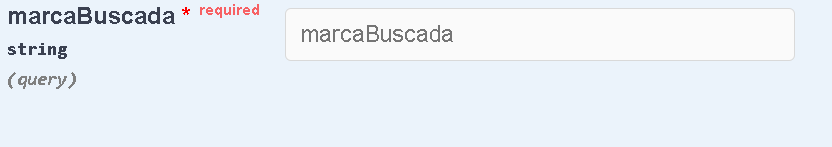 marcaBuscada * required
marcaBuscada
string
(query)